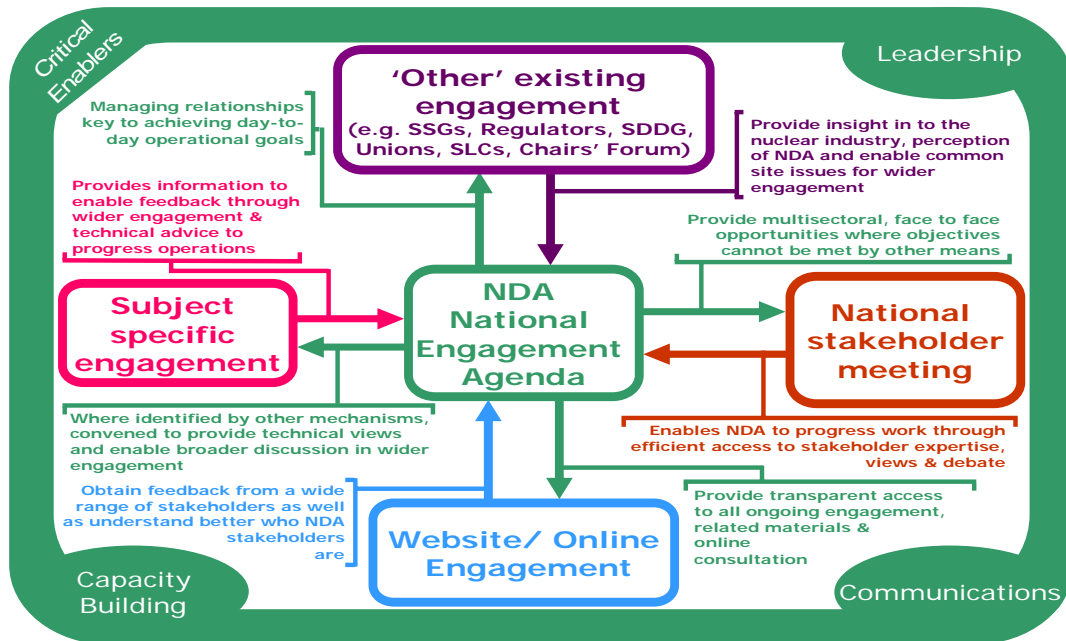 Critical
Enablers
Leadership
'Other' existing
engagement
(e.g. SSGs, Regulators, SDDG,
Unions, SLCs, Chairs' Forum)
Managing relationships
key to achieving day-to-
day operational goals
Provide insight in to the
nuclear industry, perception
of NDA and enable common
site issues for wider
engagement
Provides information to
enable feedback through
wider engagement &
technical advice to
progress operations
Provide multisectoral, face to face
opportunities where objectives
cannot be met by other means
Subject
specific
engagement
NDA
National
Engagement
Agenda
National
stakeholder
meeting
Where identified by other mechanisms,
convened to provide technical views
and enable broader discussion in wider
engagement
Enables NDA to progress work through
efficient access to stakeholder expertise,
views & debate
Obtain feedback from a wide
range of stakeholders as well
as understand better who NDA
stakeholders
are
Provide transparent access
to all ongoing engagement,
related materials &
online
consultation
Website/ Online
Engagement
Capacity
Building
Communications